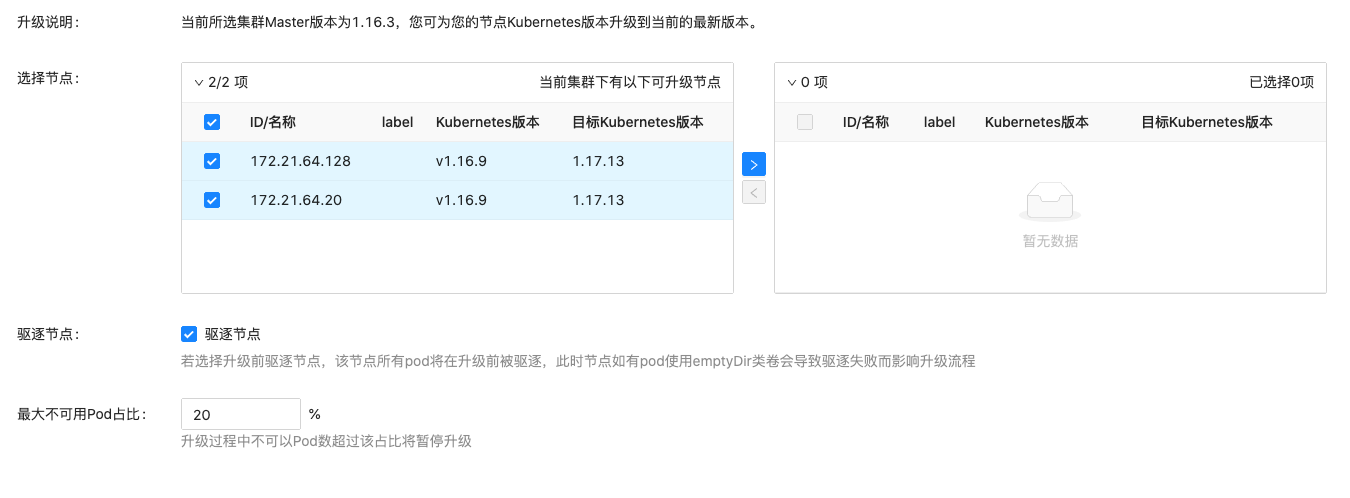 升级说明： 当前所选集群Master版本为1.16.3，您可为您的节点Kubernetes版本升级到当前的最新版本。
选择节点： 2/2 项 当前集群下有以下可升级节点 0 项 已选择0项
ID/名称 label Kubernetes版本 目标Kubernetes版本 ID/名称 label Kubernetes版本 目标Kubernetes版本
172.21.64.128 v1.16.9 1.17.13
172.21.64.20 v1.16.9 1.17.13
暂无数据
驱逐节点： 驱逐节点
若选择升级前驱逐节点，该节点所有pod将在升级前被驱逐，此时节点如有pod使用emptyDir类卷会导致驱逐失败而影响升级流程
最大不可用Pod占比： 20 %
升级过程中不可以Pod数超过该占比将暂停升级